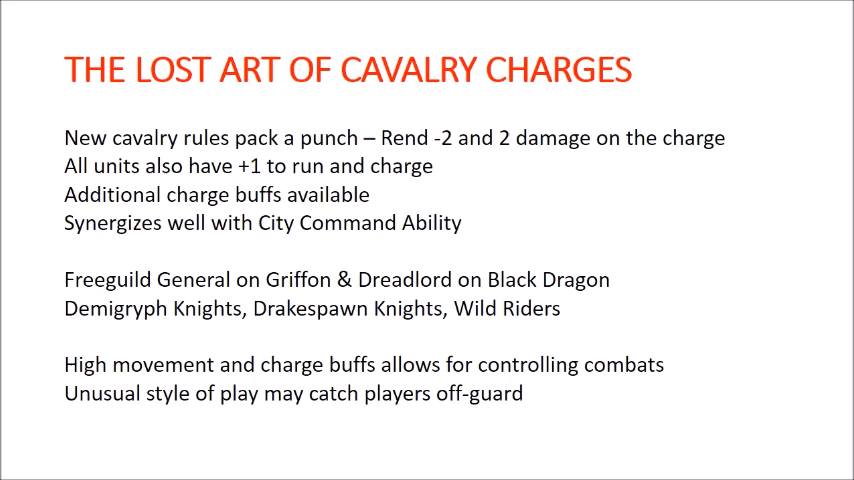 THE LOST ART OF CAVALRY CHARGES
New cavalry rules pack a punch – Rend -2 and 2 damage on the charge
All units also have +1 to run and charge
Additional charge buffs available
Synergizes well with City Command Ability
Freeguild General on Griffon & Dreadlord on Black Dragon
Demigryph Knights, Drakespawn Knights, Wild Riders
High movement and charge buffs allows for controlling combats
Unusual style of play may catch players off-guard